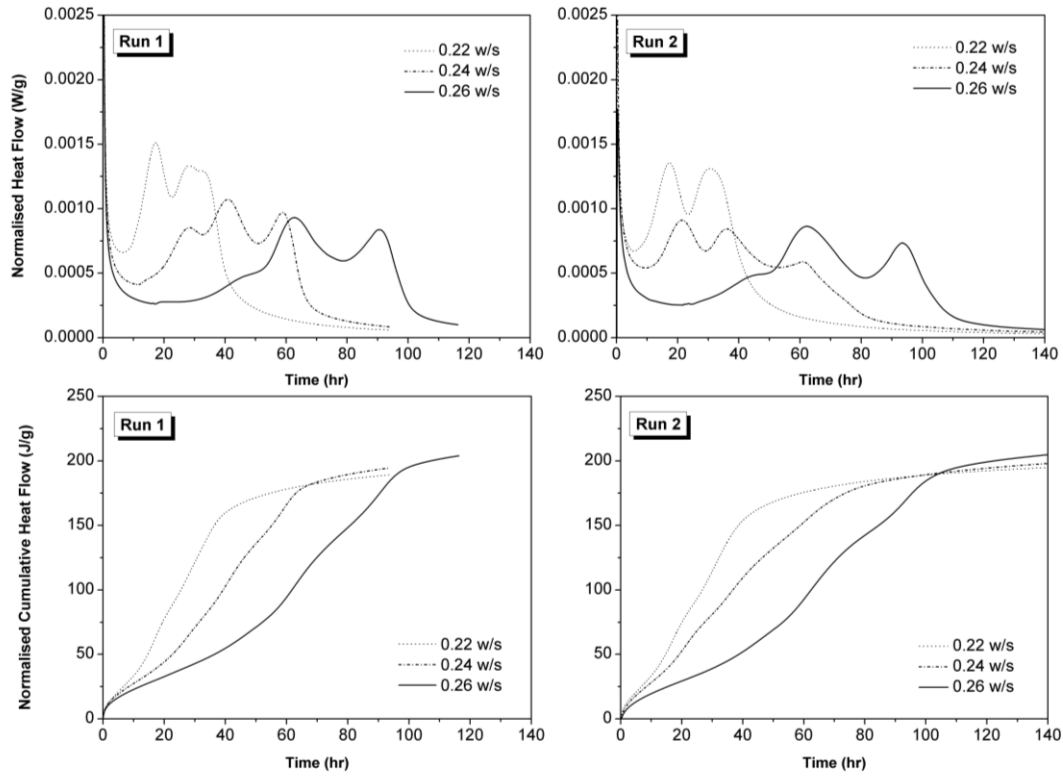 Normalised Heat Flow (W/g)
0.0025
0.0020
0.0015
0.0010
0.0005
0.0000
Run 1
0.22 w/s
0.24 w/s
0.26 w/s
0 20 40 60 80 100 120 140
Time (hr)
0.0025
0.0020
0.0015
0.0010
0.0005
0.0000
Run 2
0.22 w/s
0.24 w/s
0.26 w/s
0 20 40 60 80 100 120 140
Time (hr)
Normalised Cumulative Heat Flow (J/g)
250
200
150
100
50
0
Run 1
0.22 w/s
0.24 w/s
0.26 w/s
0 20 40 60 80 100 120 140
Time (hr)
250
200
150
100
50
0
Run 2
0.22 w/s
0.24 w/s
0.26 w/s
0 20 40 60 80 100 120 140
Time (hr)